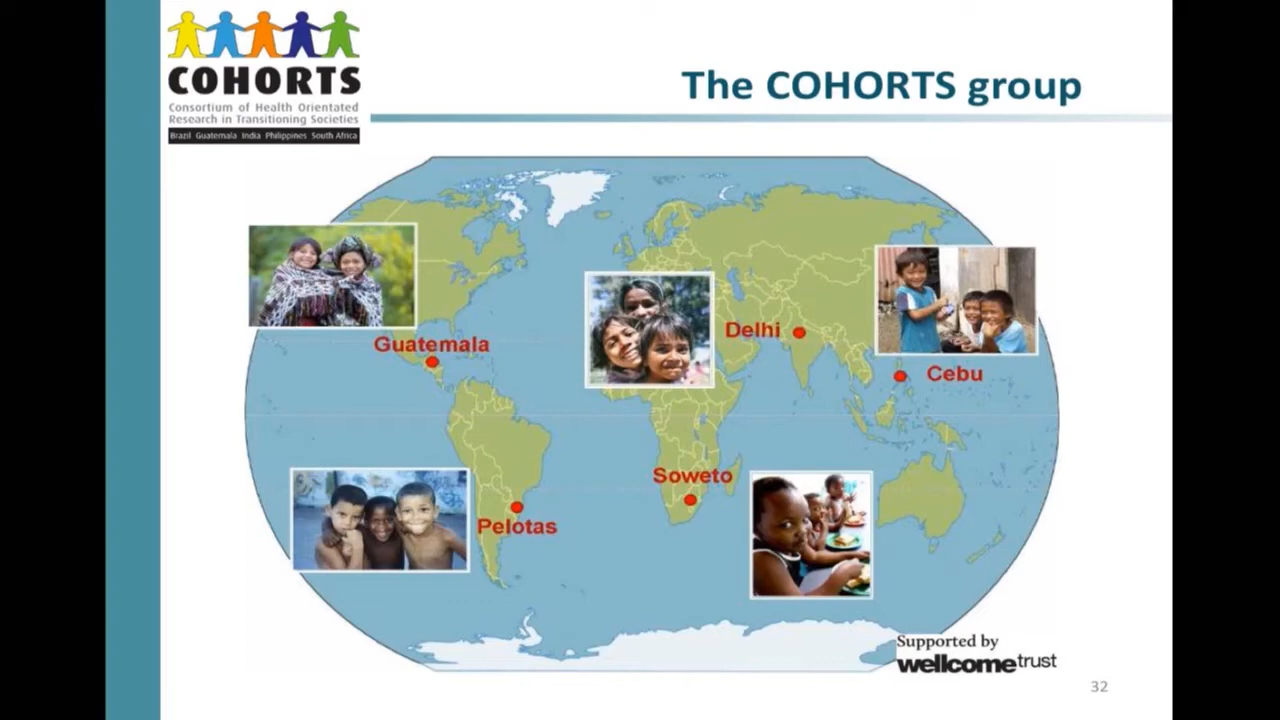 COHORTS
Consortium of Health Orientated
Research in Transitioning Societies
Brazil Guatemala India Philippines South Africa
The COHORTS group
Guatemala
Delhi
Cebu
Soweto
Pelotas
Supported by
wellcometrust
32